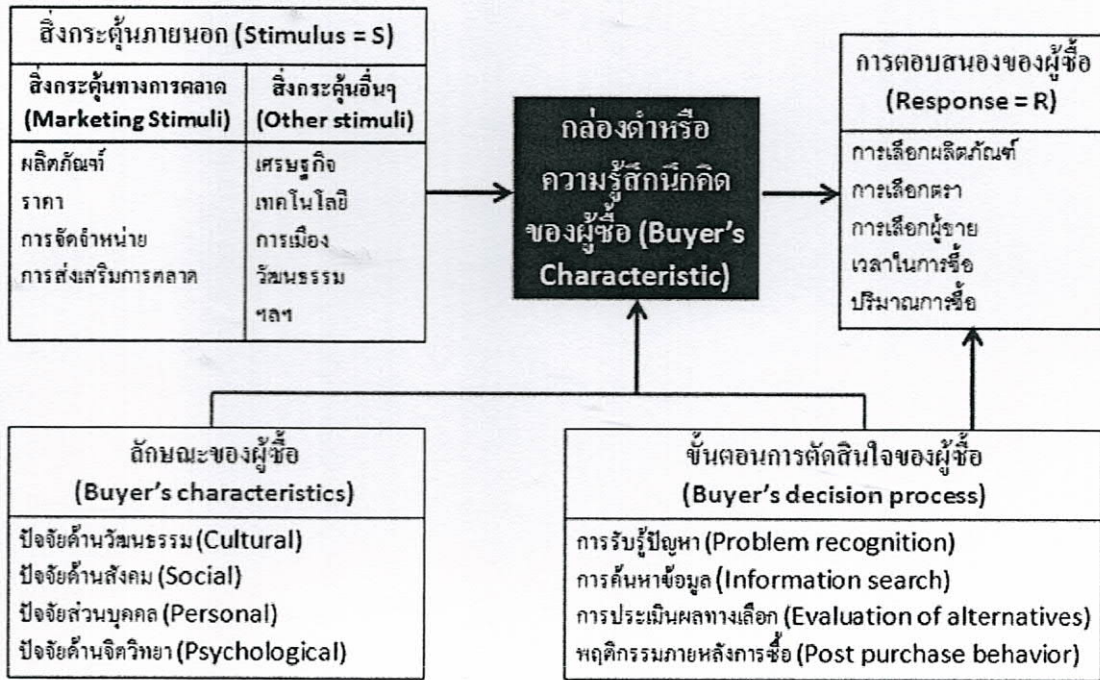 สิ่งกระตุ้นภายนอก (Stimulus = S)
สิ่งกระตุ้นทางการตลาด
(Marketing Stimuli)
ผลิตภัณฑ์
ราคา
การจัดจำหน่าย
การส่งเสริมการตลาด
สิ่งกระตุ้นอื่นๆ
(Other stimuli)
เศรษฐกิจ
เทคโนโลยี
การเมือง
วัฒนธรรม
ฯลฯ
กล่องดำหรือ
ความรู้สึกนึกคิด
ของผู้ซื้อ (Buyer's
Characteristic)
การตอบสนองของผู้ซื้อ
(Response = R)
การเลือกผลิตภัณฑ์
การเลือกตรา
การเลือกผู้ขาย
เวลาในการซื้อ
ปริมาณการซื้อ
ลักษณะของผู้ซื้อ
(Buyer's characteristics)
ปัจจัยด้านวัฒนธรรม (Cultural)
ปัจจัยด้านสังคม (Social)
ปัจจัยส่วนบุคคล (Personal)
ปัจจัยด้านจิตวิทยา (Psychological)
ขั้นตอนการตัดสินใจของผู้ซื้อ
(Buyer's decision process)
การรับรู้ปัญหา (Problem recognition)
การค้นหาข้อมูล (Information search)
การประเมินผลทางเลือก (Evaluation of alternatives)
พฤติกรรมภายหลังการซื้อ (Post purchase behavior)